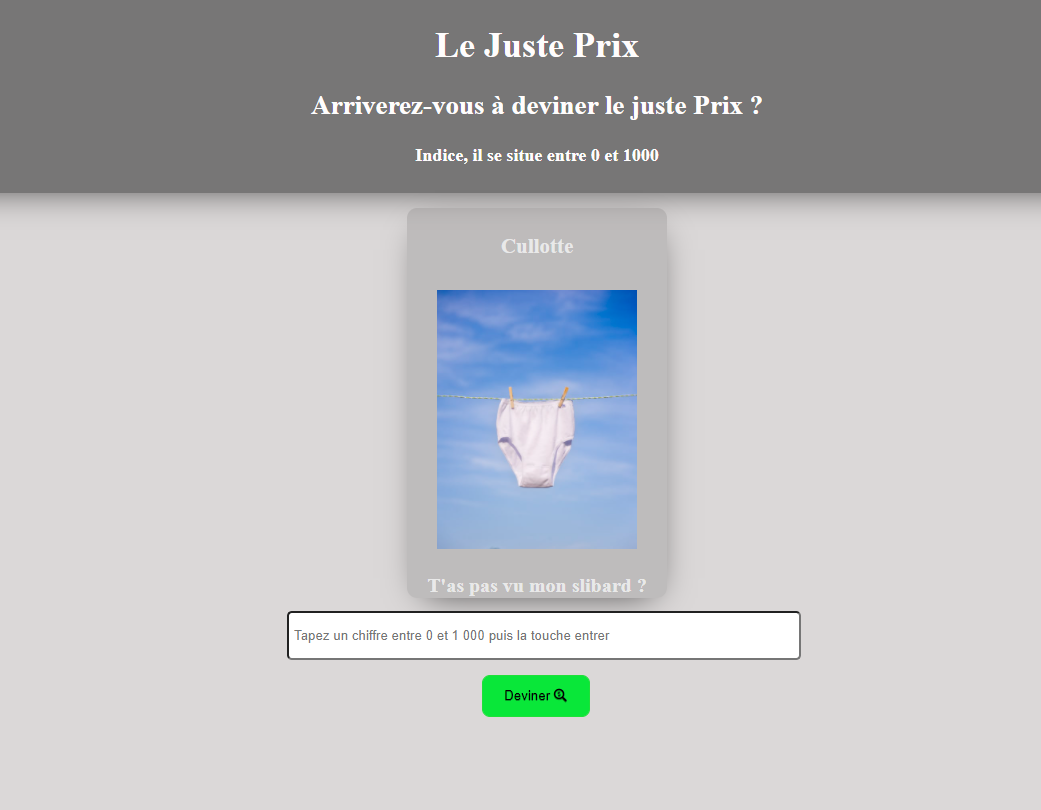 Le Juste Prix
Arriverez-vous à deviner le juste Prix ?
Indice, il se situe entre 0 et 1000
Cullotte
T'as pas vu mon slibard ?
Tapez un chiffre entre 0 et 1 000 puis la touche entrer
Deviner